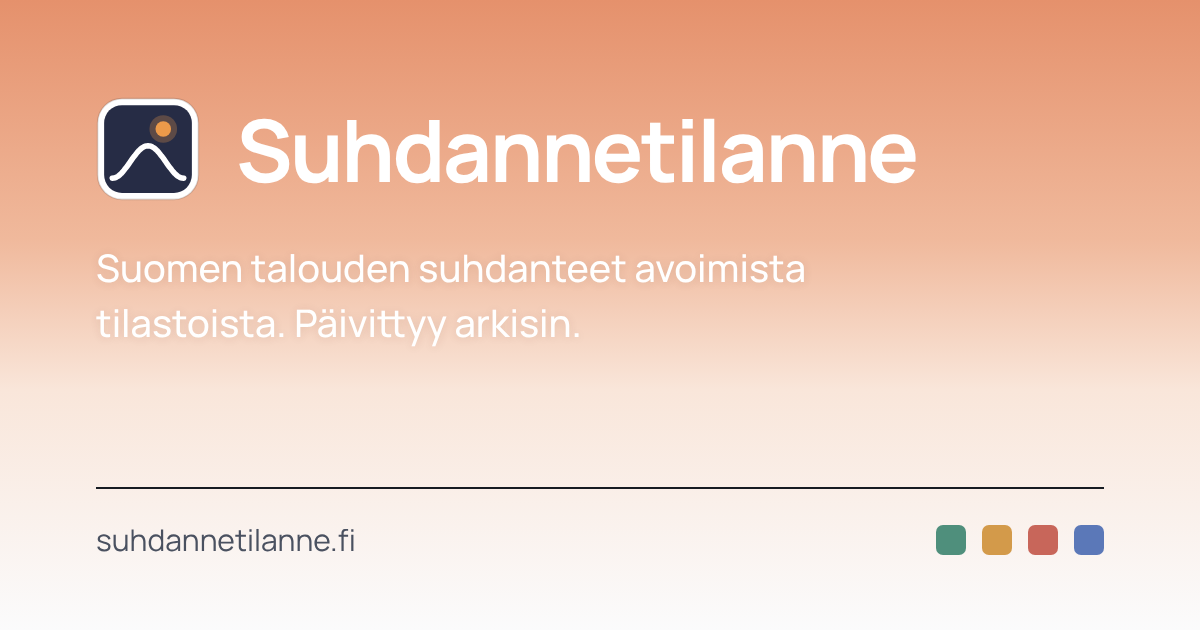 Suhdannetilanne
Suomen talouden suhdanteet avoimista
tilastoista. Päivittyy arkisin.
suhdannetilanne.fi